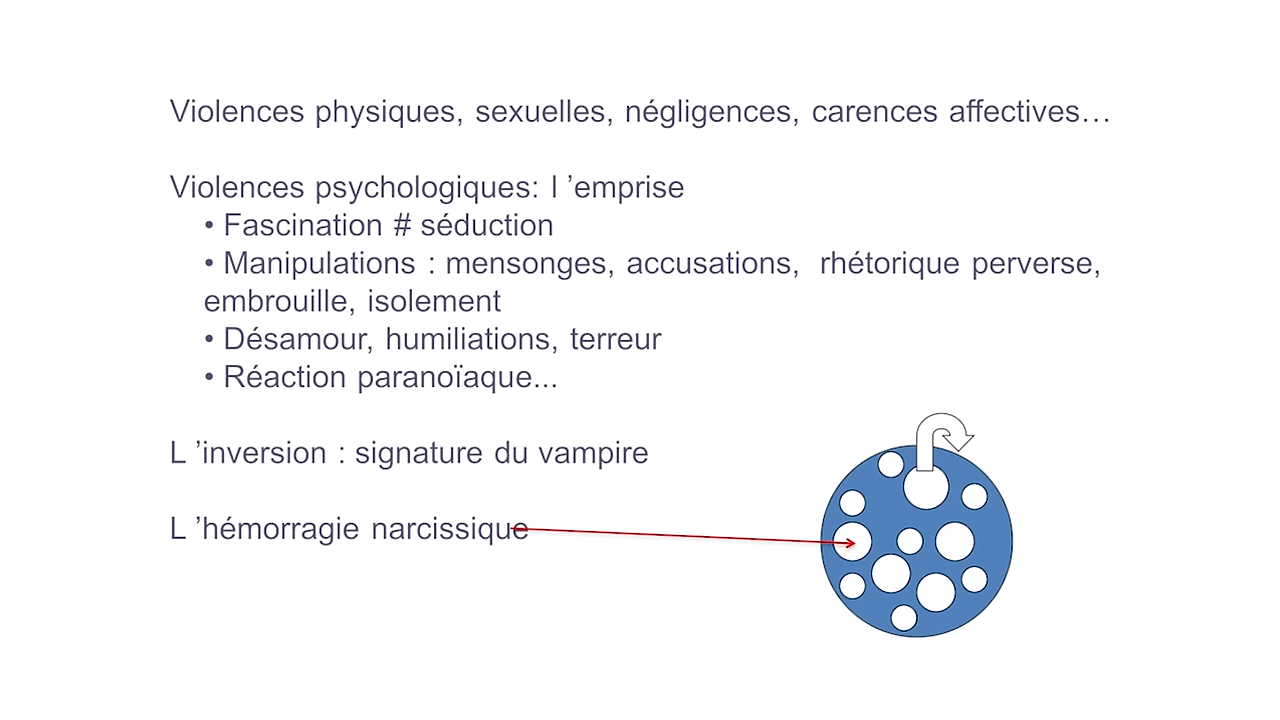 Violences physiques, sexuelles, négligences, carences affectives…
Violences psychologiques: l ’emprise
• Fascination # séduction
• Manipulations : mensonges, accusations,  rhétorique perverse,
embrouille, isolement
• Désamour, humiliations, terreur
• Réaction paranoïaque...
L ’inversion : signature du vampire
L ’hémorragie narcissique